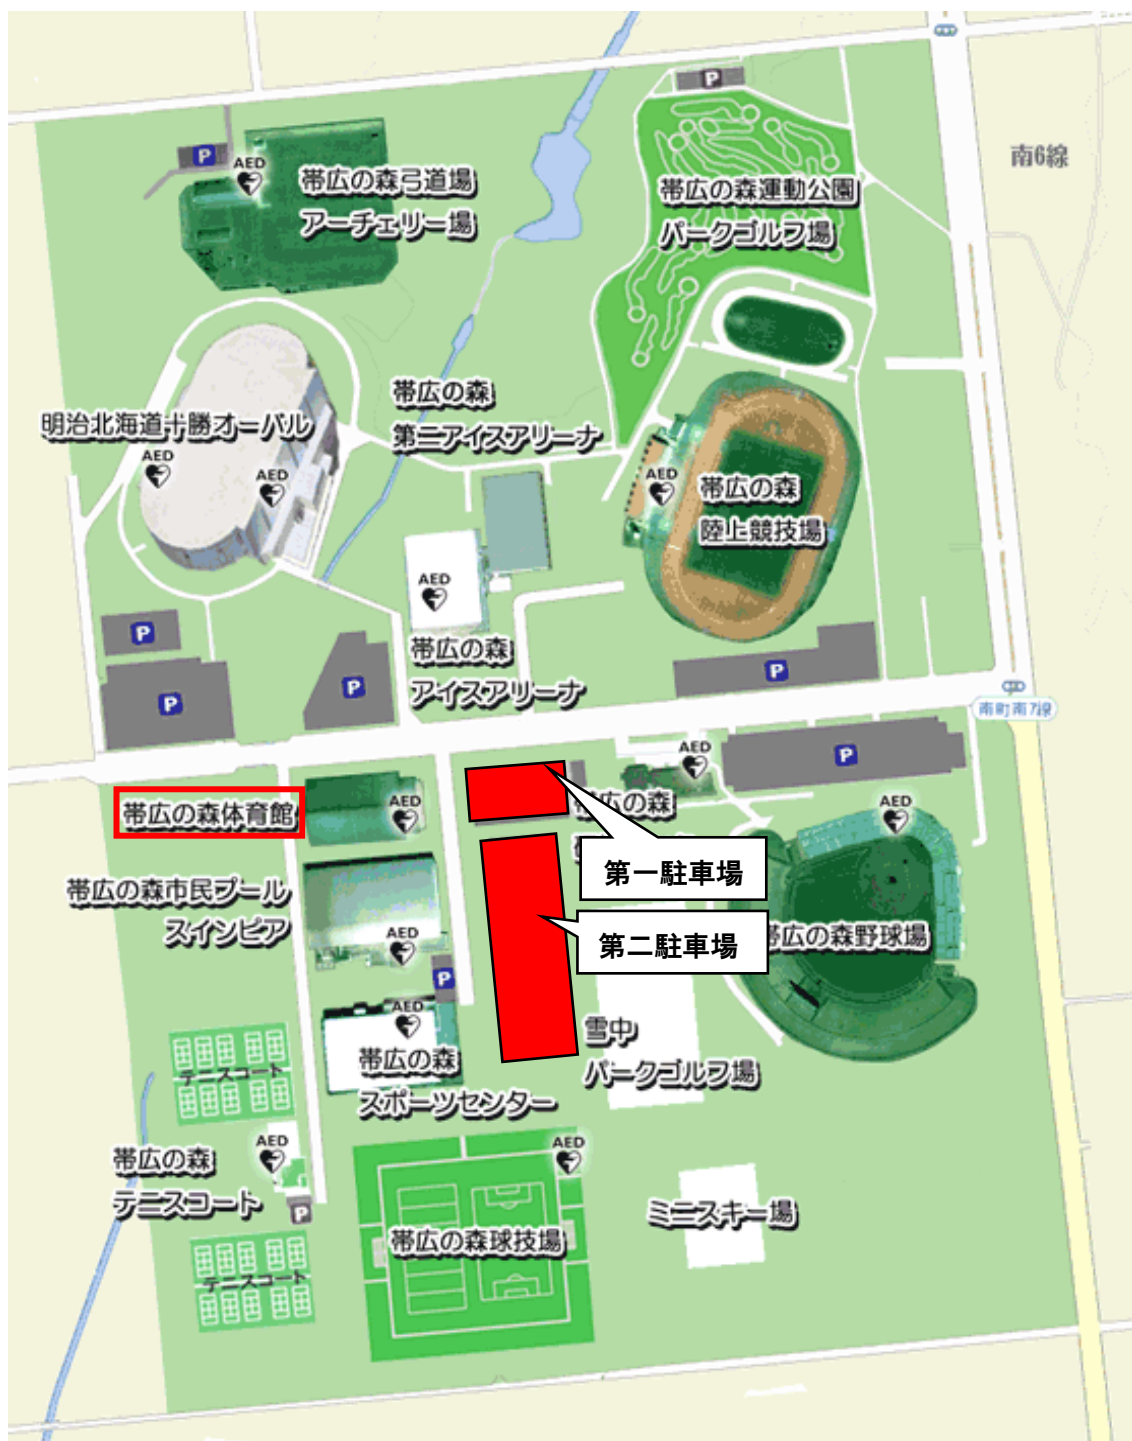 P
南6線
P
AED
帯広の森弓道場
アーチェリー場
帯広の森運動公園
パークゴルフ場
帯広の森
第二アイスアリーナ
明治北海道十勝オーバル
AED
AED
AED
帯広の森
陸上競技場
AED
帯広の森
アイスアリーナ
P
P
P
P
南町南7線
AED
P
帯広の森体育館
AED
帯広の森
AED
第一駐車場
帯広の森市民プール
スインピア
AED
第二駐車場
帯広の森野球場
P
AED
帯広の森
スポーツセンター
雪中
パークゴルフ場
テニスコート
AED
帯広の森
テニスコート
P
AED
帯広の森球技場
ミニスキー場
テニスコート